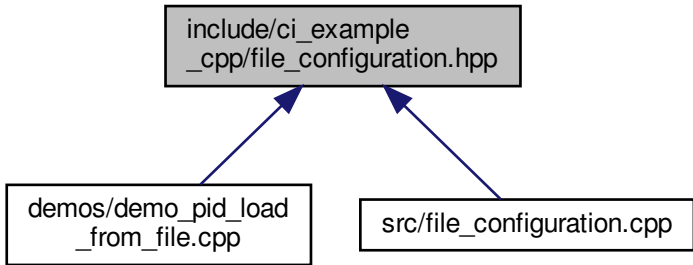 include/ci_example
_cpp/file_configuration.hpp
demos/demo_pid_load
_from_file.cpp
src/file_configuration.cpp